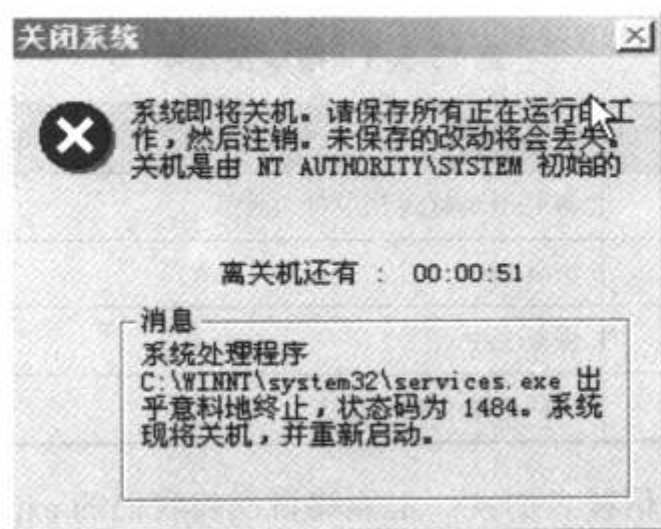 关闭系统
系统即将关机。请保存所有正在运行的工
作，然后注销。未保存的改动将会丢失。
关机是由 NT AUTHORITY\SYSTEM 初始的
离关机还有 : 00:00:51
消息
系统处理程序
C:\WINNT\system32\services.exe 出
乎意料地终止，状态码为 1484。系统
现将关机，并重新启动。